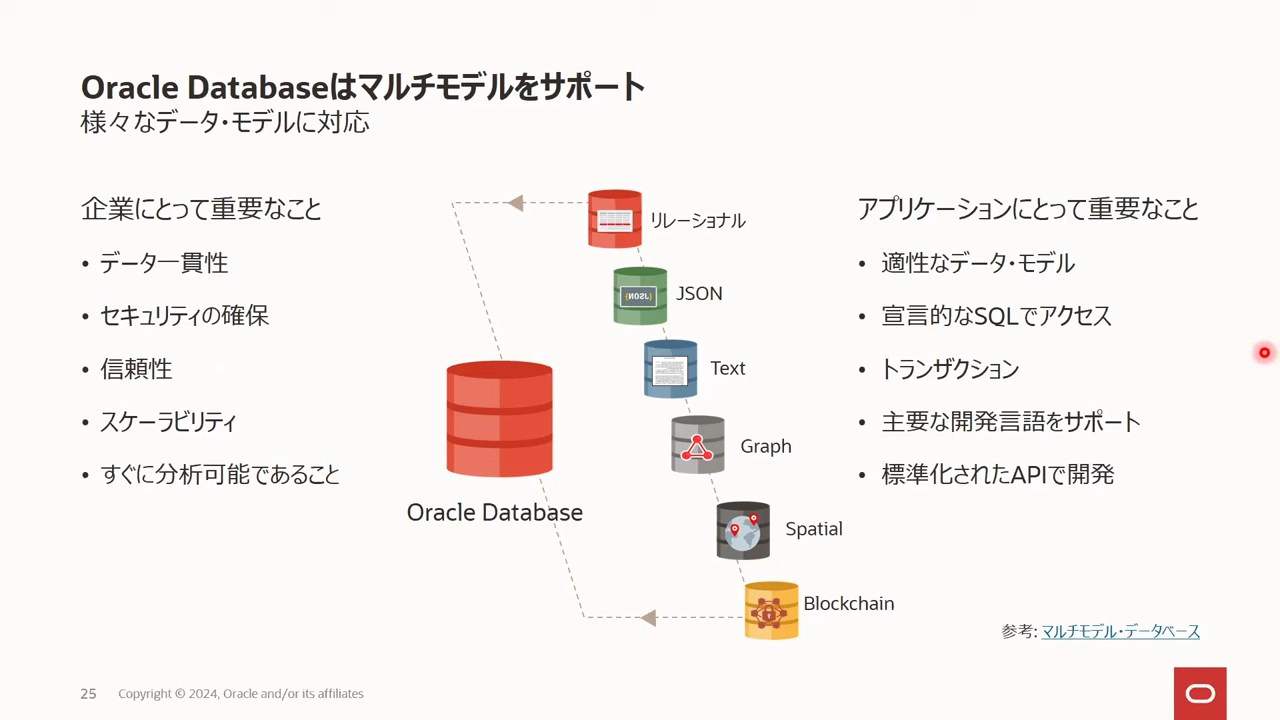 Oracle Databaseはマルチモデルをサポート
様々なデータ・モデルに対応
企業にとって重要なこと
• データ一貫性
• セキュリティの確保
• 信頼性
• スケーラビリティ
• すぐに分析可能であること
リレーショナル
JSON
Text
Graph
Spatial
Blockchain
Oracle Database
アプリケーションにとって重要なこと
• 適性なデータ・モデル
• 宣言的なSQLでアクセス
• トランザクション
• 主要な開発言語をサポート
• 標準化されたAPIで開発
参考: マルチモデル・データベース
25 Copyright © 2024, Oracle and/or its affiliates